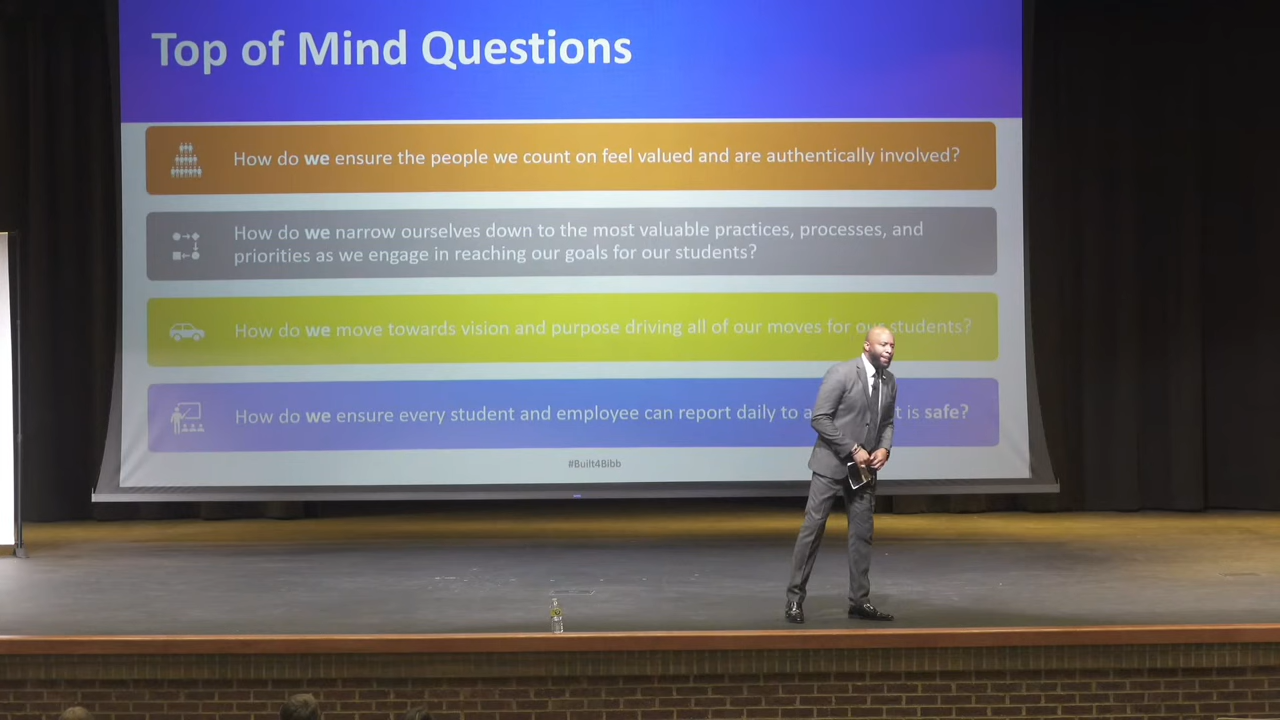 Top of Mind Questions
How do we ensure the people we count on feel valued and are authentically involved?
How do we narrow ourselves down to the most valuable practices, processes, and
priorities as we engage in reaching our goals for our students?
How do we move towards vision and purpose driving all of our moves for our students?
How do we ensure every student and employee can report daily to a is safe?
#Built4Bibb